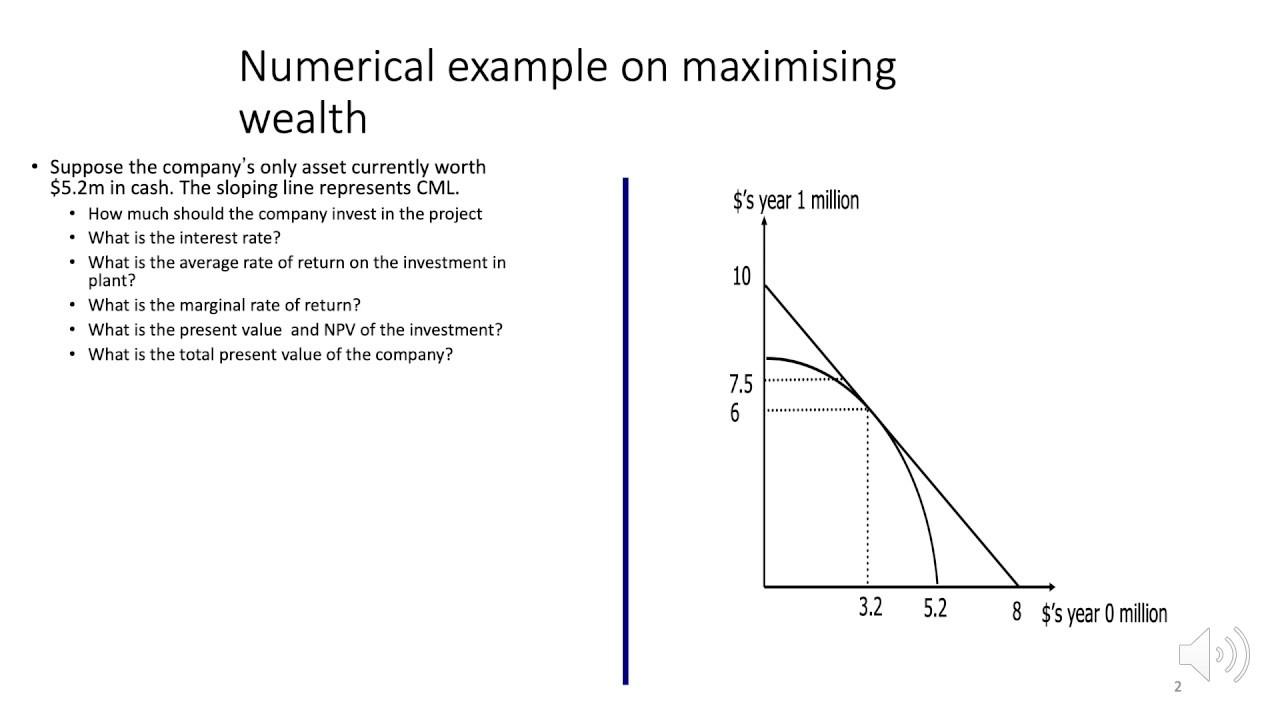 Numerical example on maximising
wealth
• Suppose the company’s only asset currently worth
$5.2m in cash. The sloping line represents CML.
• How much should the company invest in the project
• What is the interest rate?
• What is the average rate of return on the investment in
plant?
• What is the marginal rate of return?
• What is the present value  and NPV of the investment?
• What is the total present value of the company?
$’s year 1 million
10
7.5
6
3.2
5.2
8
$’s year 0 million
2